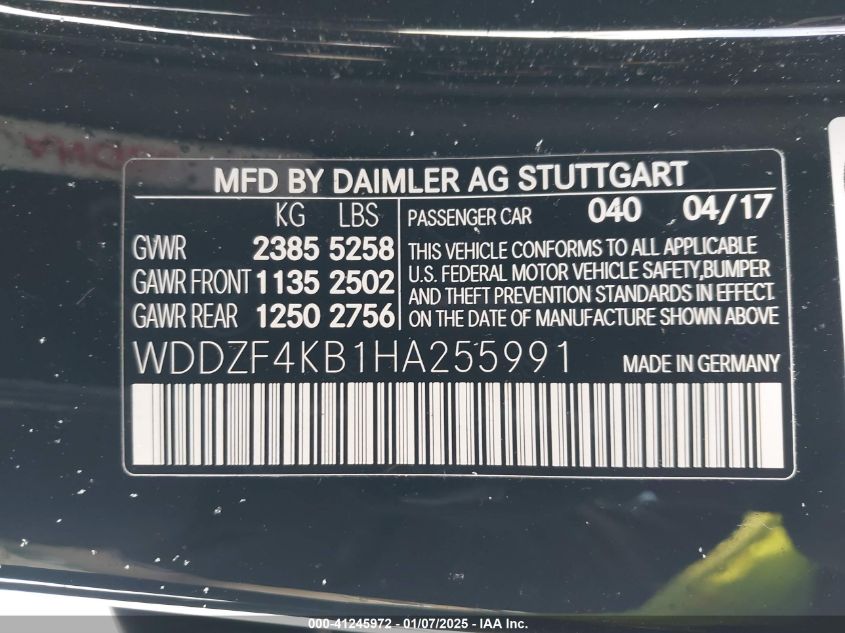 MFD BY DAIMLER AG STUTTGART
KG LBS
GVWR 2385 5258
GAWR FRONT 1135 2502
GAWR REAR 1250 2756
PASSENGER CAR 040 04/17
THIS VEHICLE CONFORMS TO ALL APPLICABLE
U.S. FEDERAL MOTOR VEHICLE SAFETY,BUMPER
AND THEFT PREVENTION STANDARDS IN EFFECT
ON THE DATE OF MANUFACTURE SHOWN ABOVE
WDDZF4KB1HA255991 MADE IN GERMANY
000-41245972 - 01/07/2025 - IAA Inc.